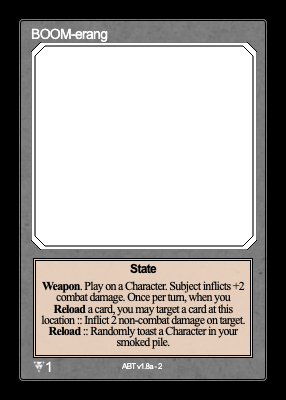 BOOM-erang
State
Weapon. Play on a Character. Subject inflicts +2
combat damage. Once per turn, when you
Reload a card, you may target a card at this
location :: Inflict 2 non-combat damage on target.
Reload :: Randomly toast a Character in your
smoked pile.
1
ABT v1.8a - 2